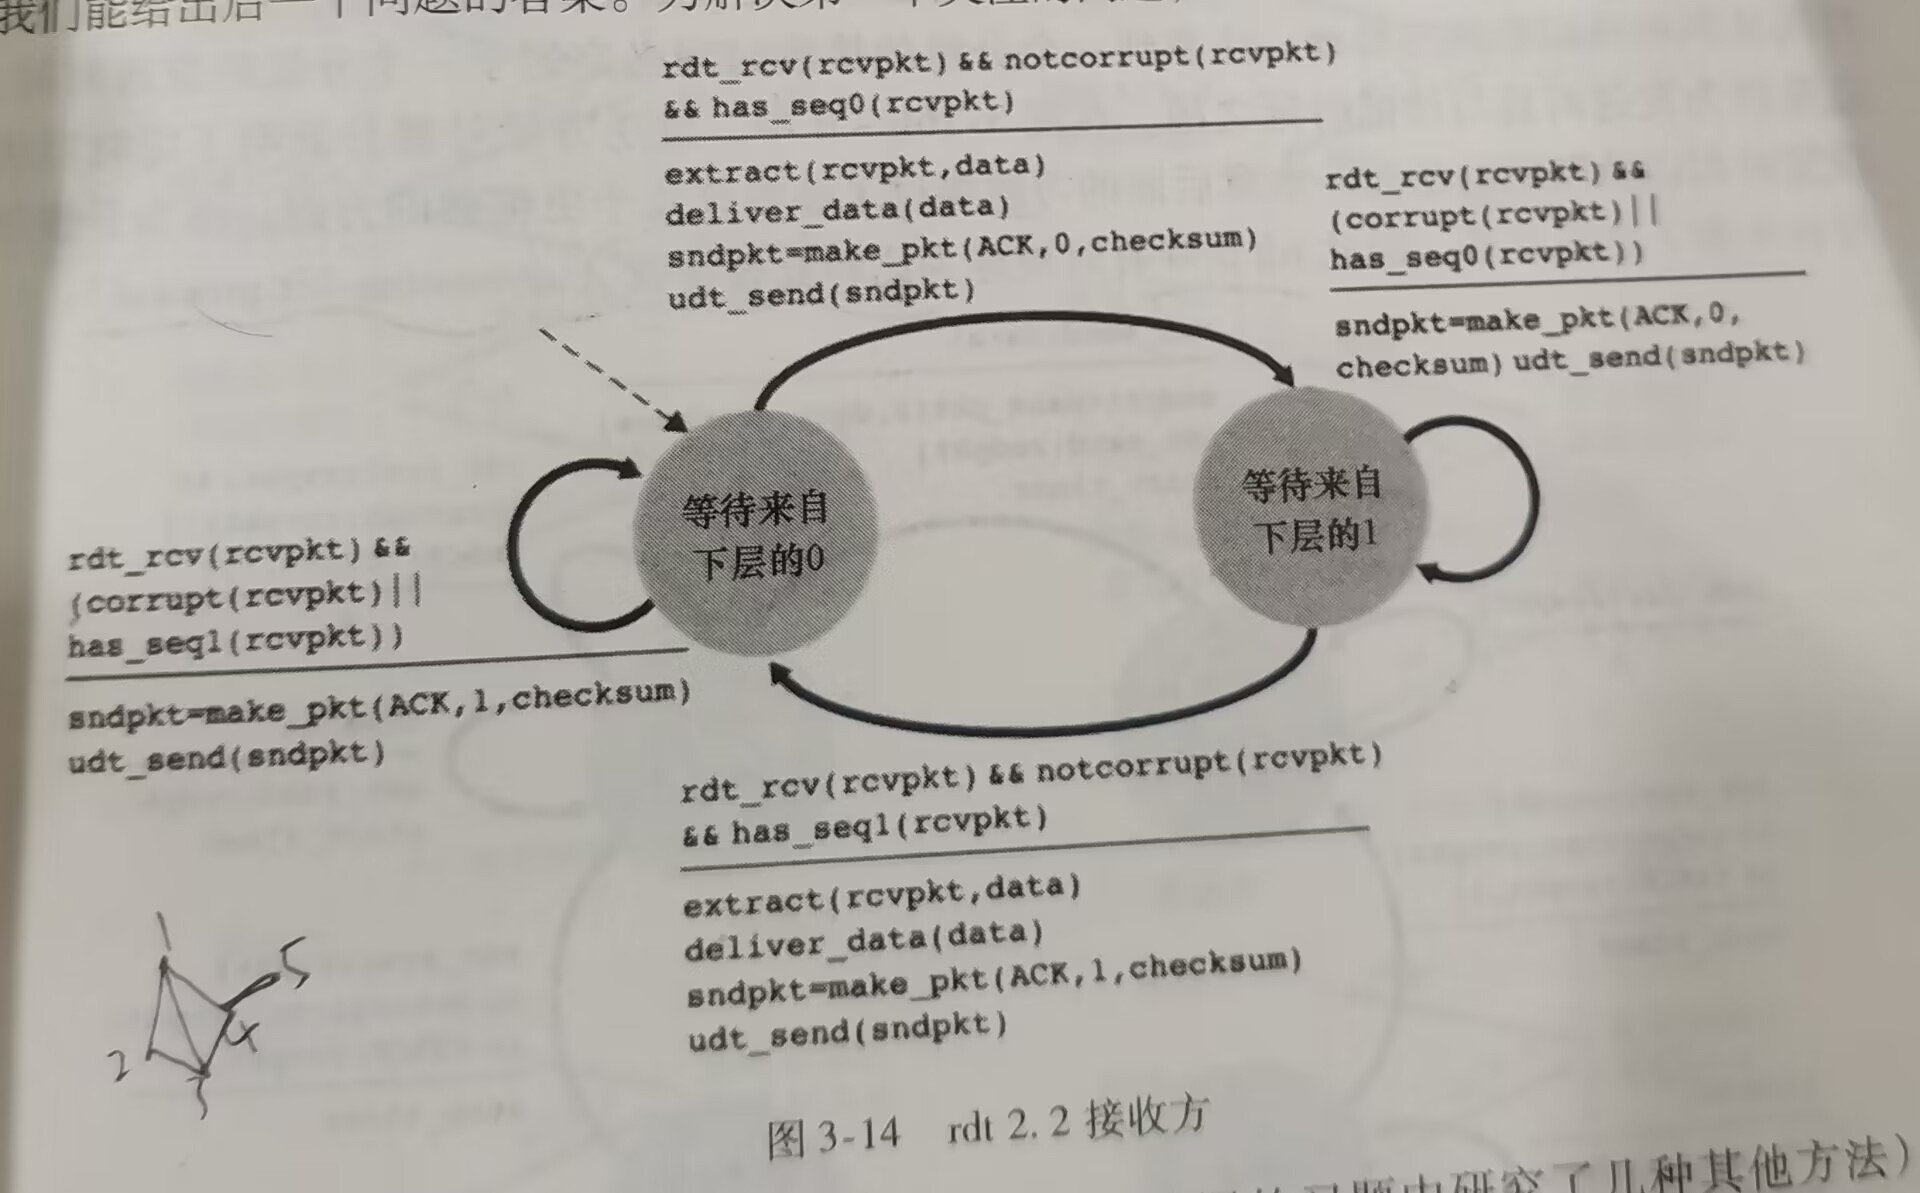 我们能给出后一个问题的答案。为解决第一
rdt_rcv(rcvpkt) && notcorrupt(rcvpkt)
&& has_seq0(rcvpkt)
extract(rcvpkt,data)
deliver_data(data)
sndpkt=make_pkt(ACK,0,checksum)
udt_send(sndpkt)
rdt_rcv(rcvpkt) &&
(corrupt(rcvpkt)||
has_seq0(rcvpkt))
sndpkt=make_pkt(ACK,0,
checksum) udt_send(sndpkt)
等待来自
下层的0
等待来自
下层的1
rdt_rcv(rcvpkt) &&
(corrupt(rcvpkt)||
has_seq1(rcvpkt))
sndpkt=make_pkt(ACK,1,checksum)
udt_send(sndpkt)
rdt_rcv(rcvpkt) && notcorrupt(rcvpkt)
&& has_seq1(rcvpkt)
extract(rcvpkt,data)
deliver_data(data)
sndpkt=make_pkt(ACK,1,checksum)
udt_send(sndpkt)
1
5
4
2
3
图 3-14 rdt 2.2 接收方
习题中研究了几种其他方法）